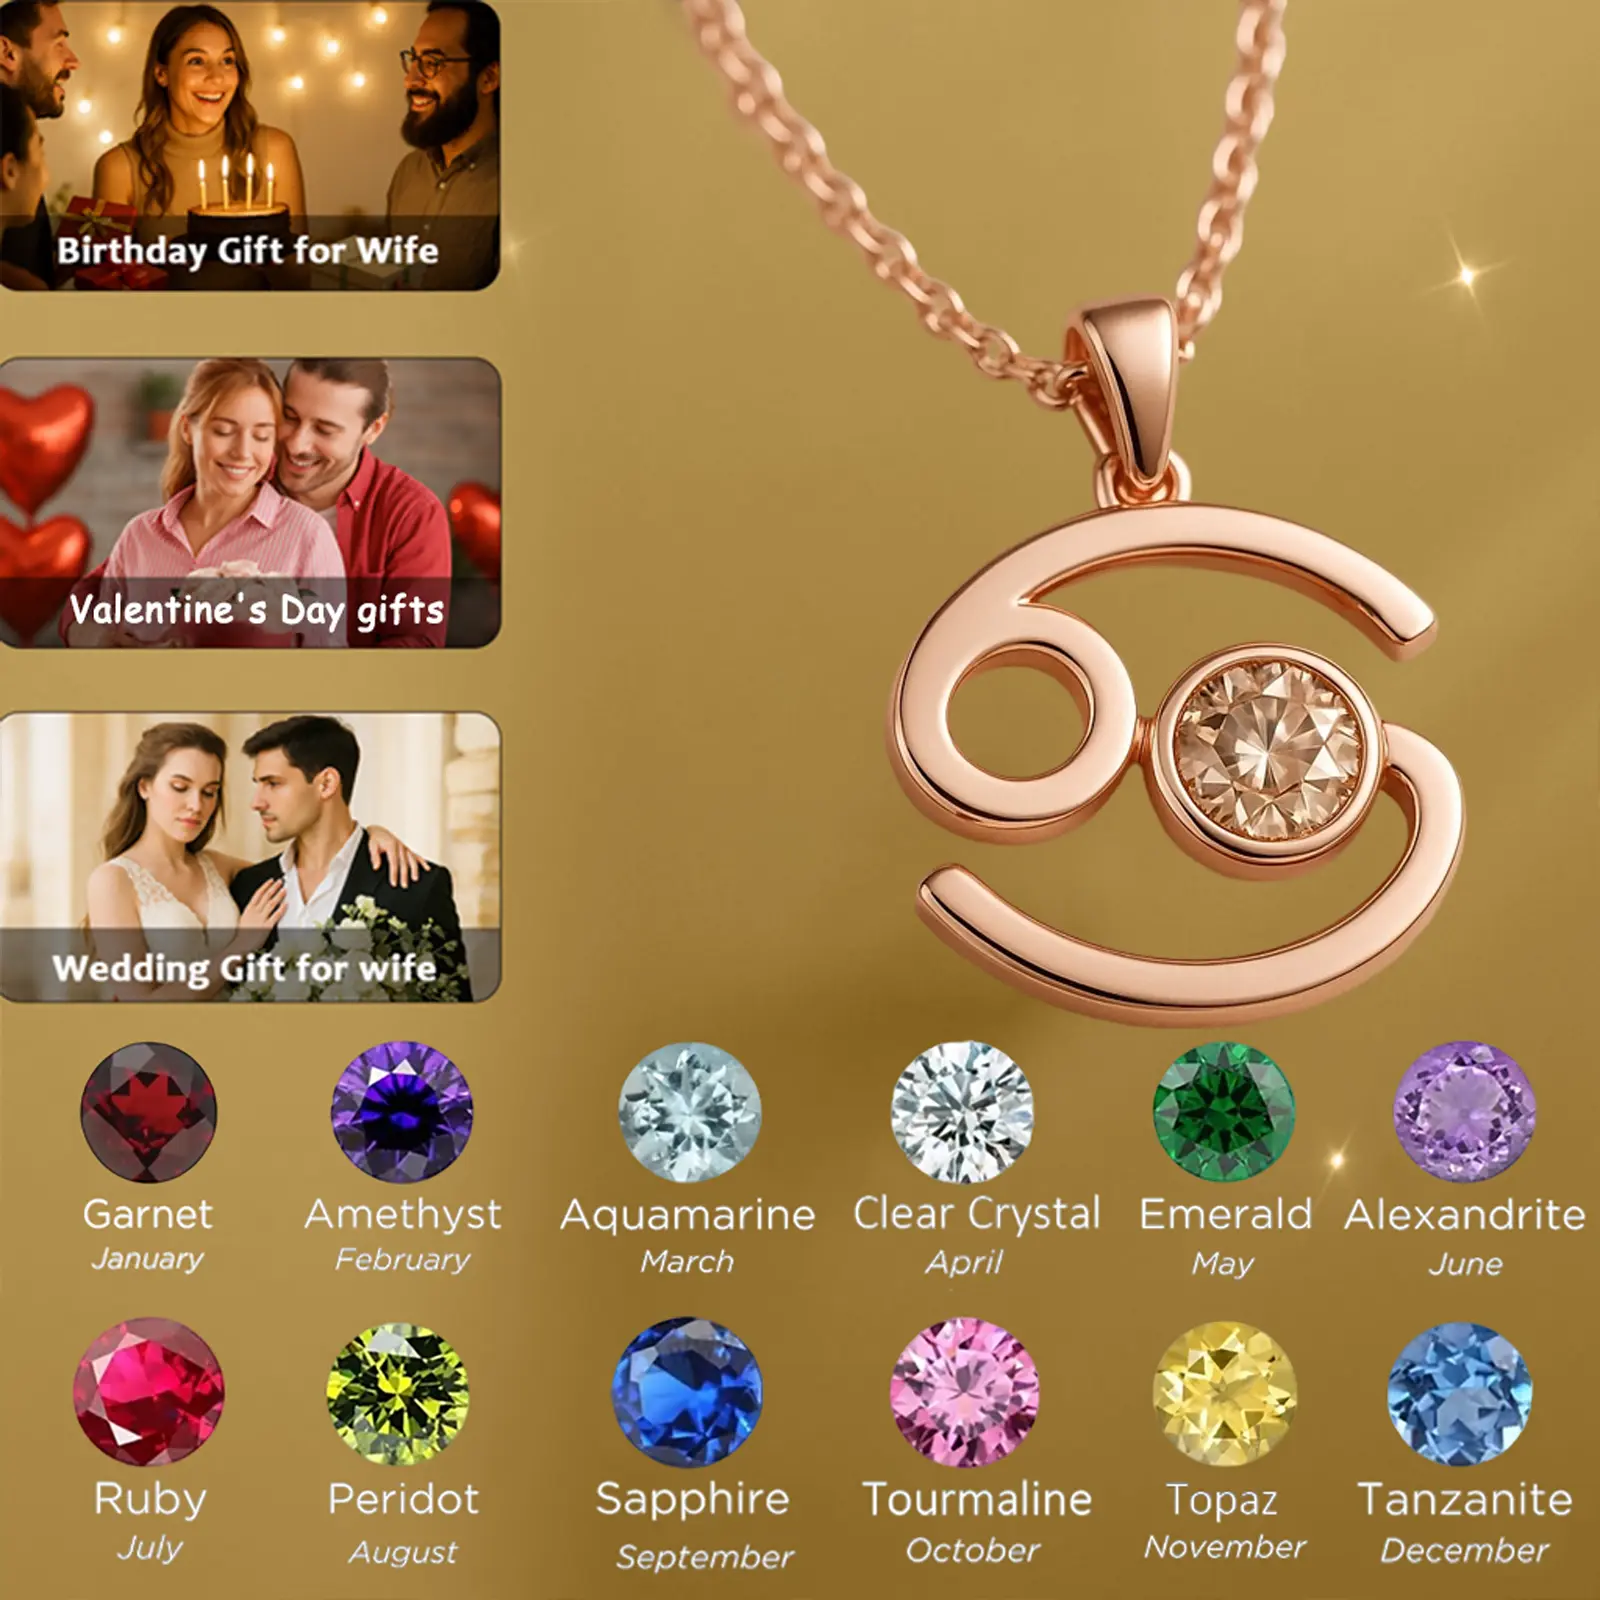 Birthday Gift for Wife
Valentine's Day gifts
Wedding Gift for wife
Garnet
January
Amethyst
February
Aquamarine
March
Clear Crystal
April
Emerald
May
Alexandrite
June
Ruby
July
Peridot
August
Sapphire
September
Tourmaline
October
Topaz
November
Tanzanite
December